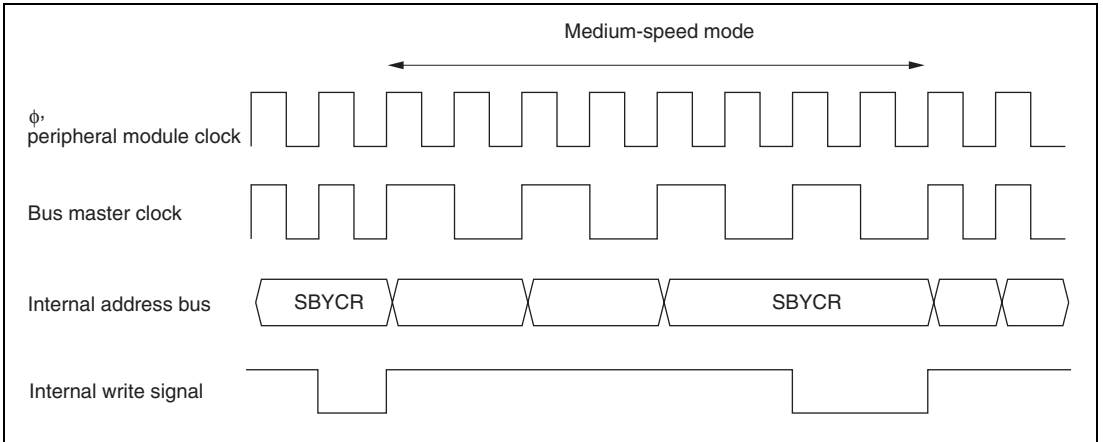 Medium-speed mode
ϕ,
peripheral module clock
Bus master clock
Internal address bus
SBYCR
SBYCR
Internal write signal